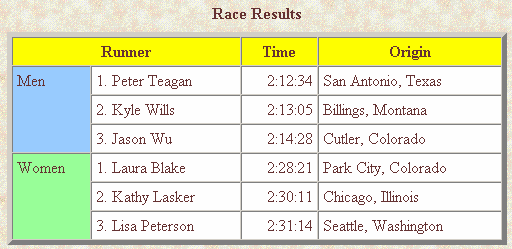 Race Results
Runner Time Origin
Men 1. Peter Teagan 2:12:34 San Antonio, Texas
2. Kyle Wills 2:13:05 Billings, Montana
3. Jason Wu 2:14:28 Cutler, Colorado
Women 1. Laura Blake 2:28:21 Park City, Colorado
2. Kathy Lasker 2:30:11 Chicago, Illinois
3. Lisa Peterson 2:31:14 Seattle, Washington